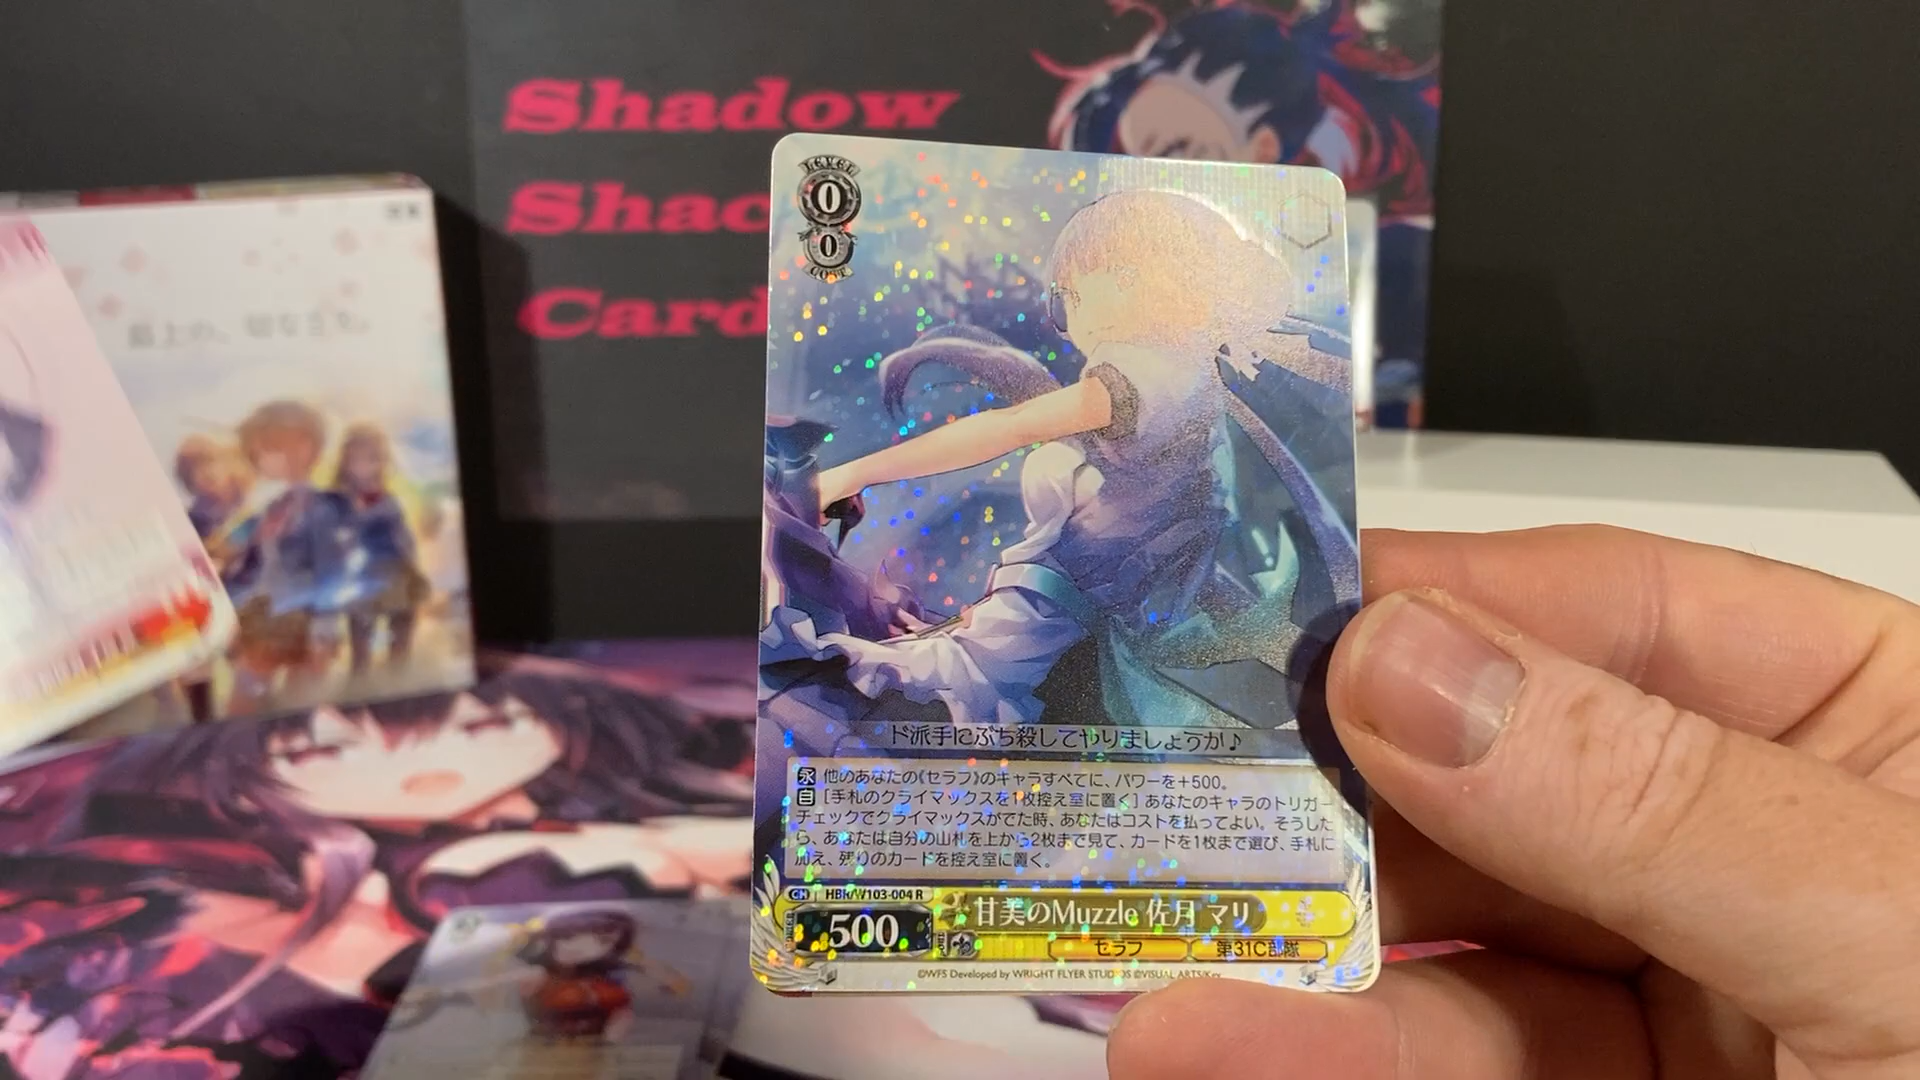 Shadow
Shac
Card
LEVEL
0
0
COST
ド派手にぶち殺してやりましょうか♪
永 他のあなたの《セラフ》のキャラすべてに、パワーを+500。
自 [手札のクライマックスを1枚控え室に置く] あなたのキャラのトリガー
チェックでクライマックスがでた時、あなたはコストを払ってよい。そうした
ら、あなたは自分の山札を上から2枚まで見て、カードを1枚まで選び、手札に
加え、残りのカードを控え室に置く。
CH HBR/W103-004 R
500
甘美のMuzzle 佐月 マリ
セラフ 第31C部隊
©WFS Developed by WRIGHT FLYER STUDIOS ©VISUAL ARTS/Key